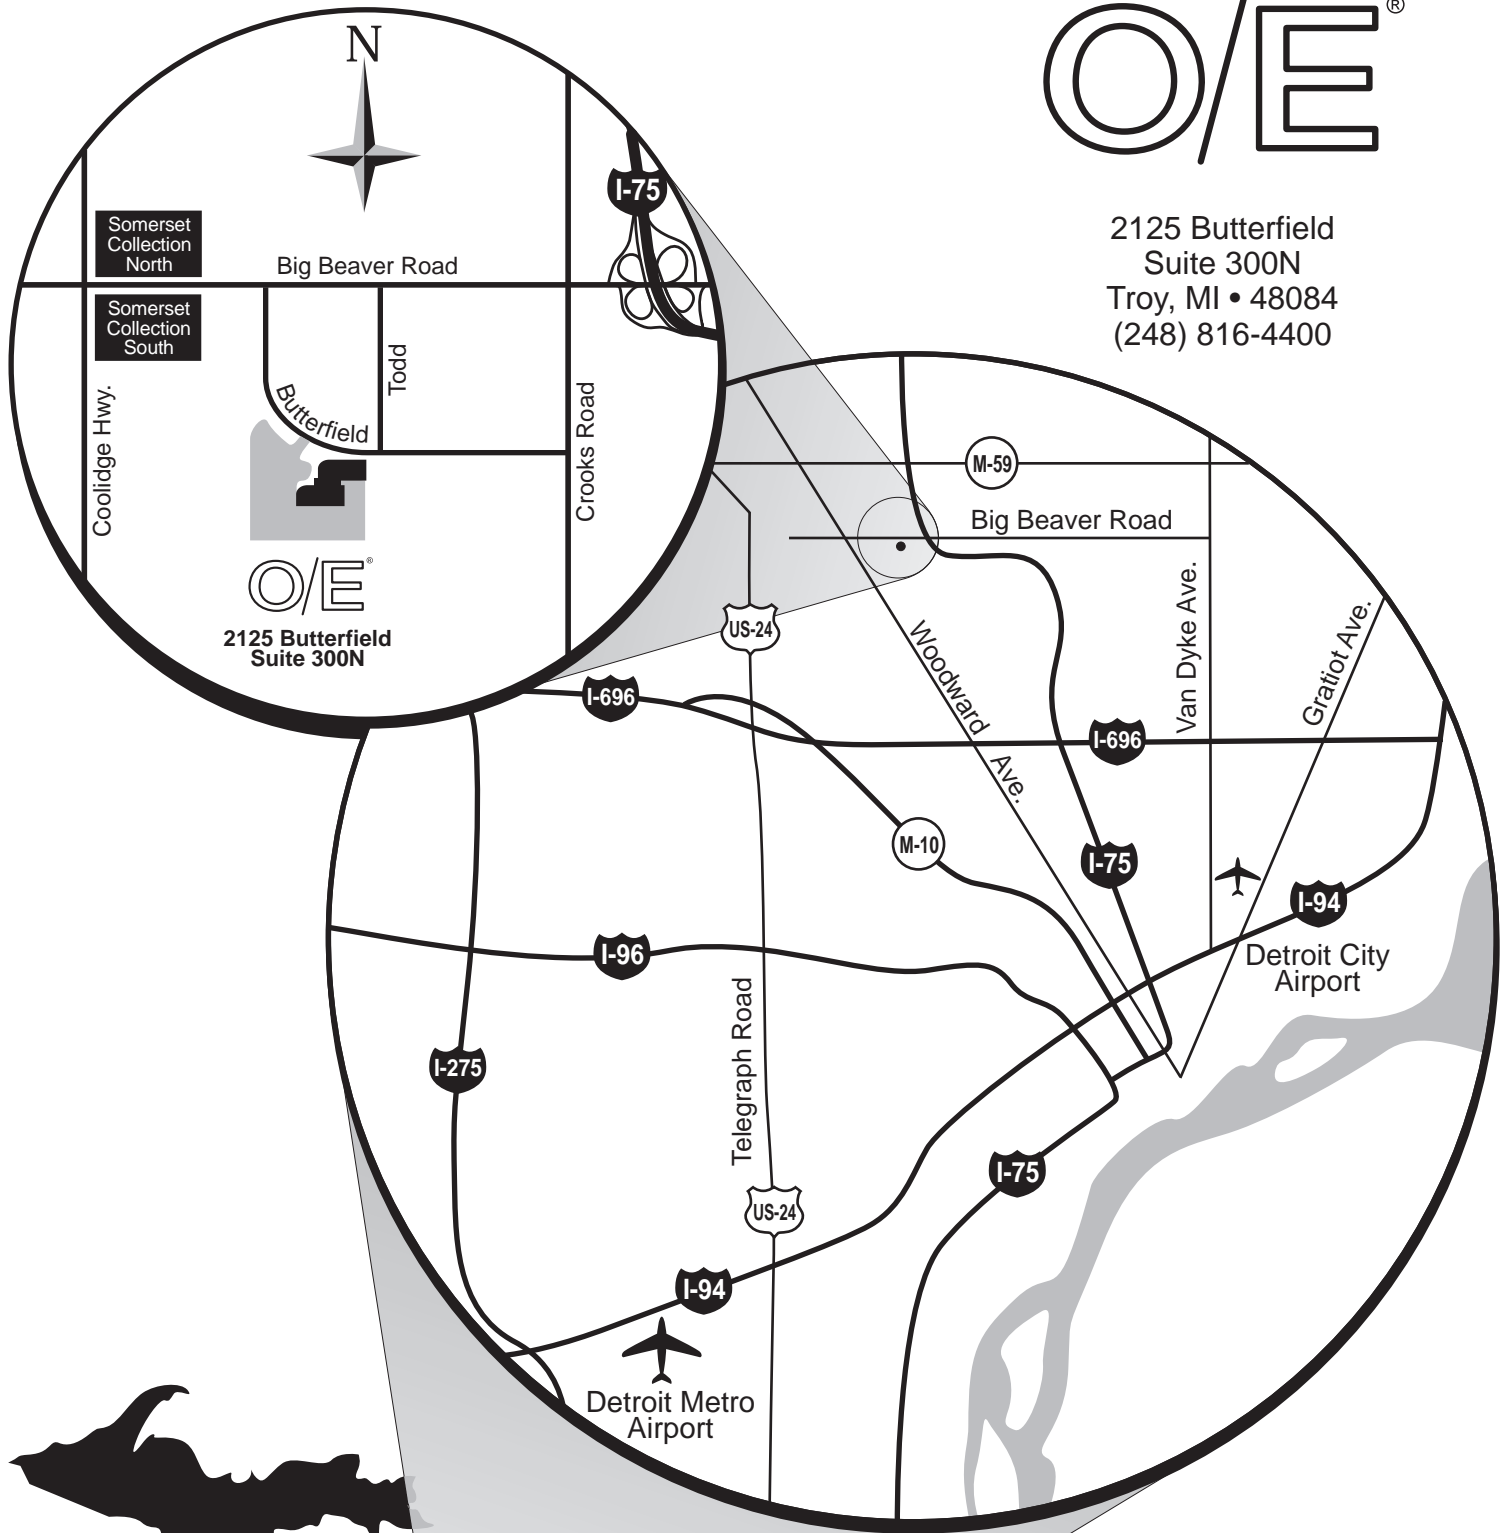 O/E®
2125 Butterfield
Suite 300N
Troy, MI • 48084
(248) 816-4400
N
I-75
Somerset
Collection
North
Big Beaver Road
Somerset
Collection
South
Coolidge Hwy.
Butterfield
Todd
Crooks Road
O/E®
2125 Butterfield
Suite 300N
M-59
Big Beaver Road
US-24
Woodward Ave.
Van Dyke Ave.
Gratiot Ave.
I-696
I-696
M-10
I-75
I-94
Detroit City
Airport
I-96
Telegraph Road
I-275
I-75
US-24
I-94
Detroit Metro
Airport